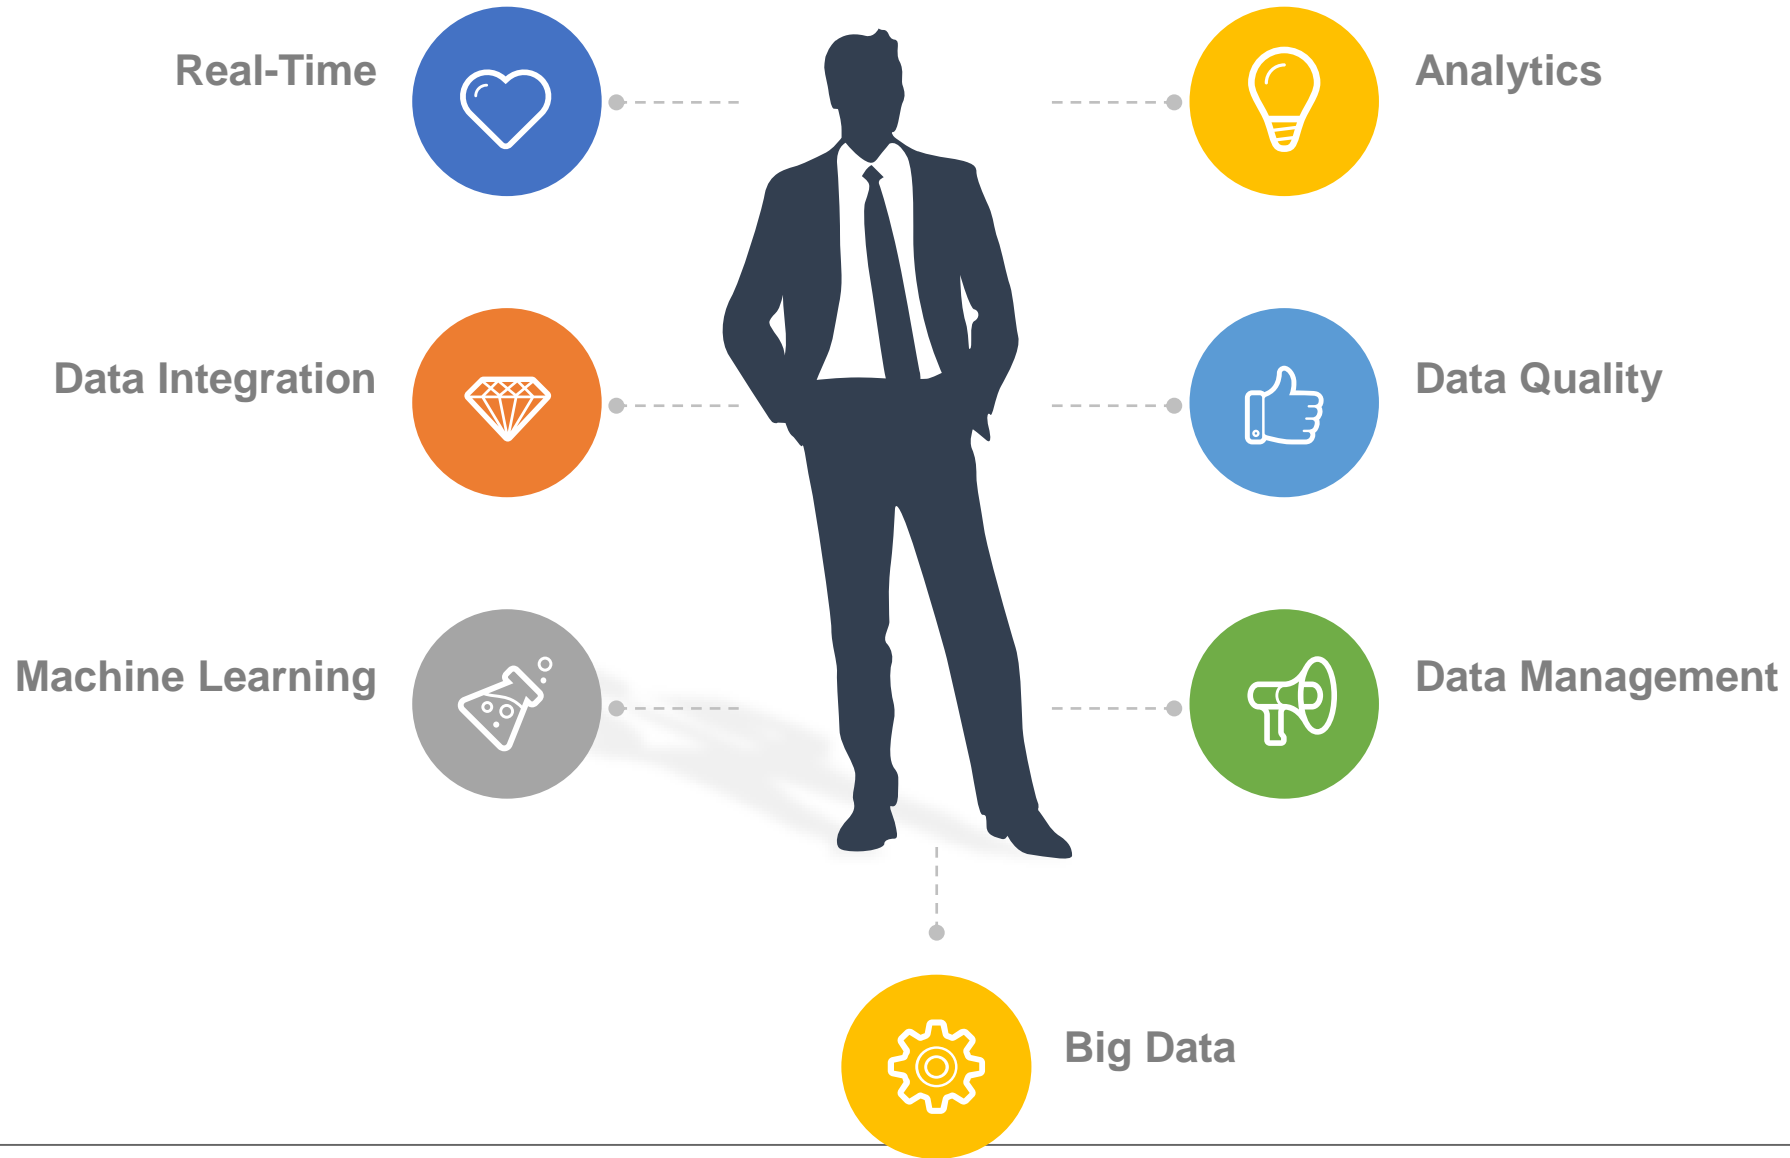 Real-Time
Analytics
Data Integration
Data Quality
Machine Learning
Data Management
Big Data